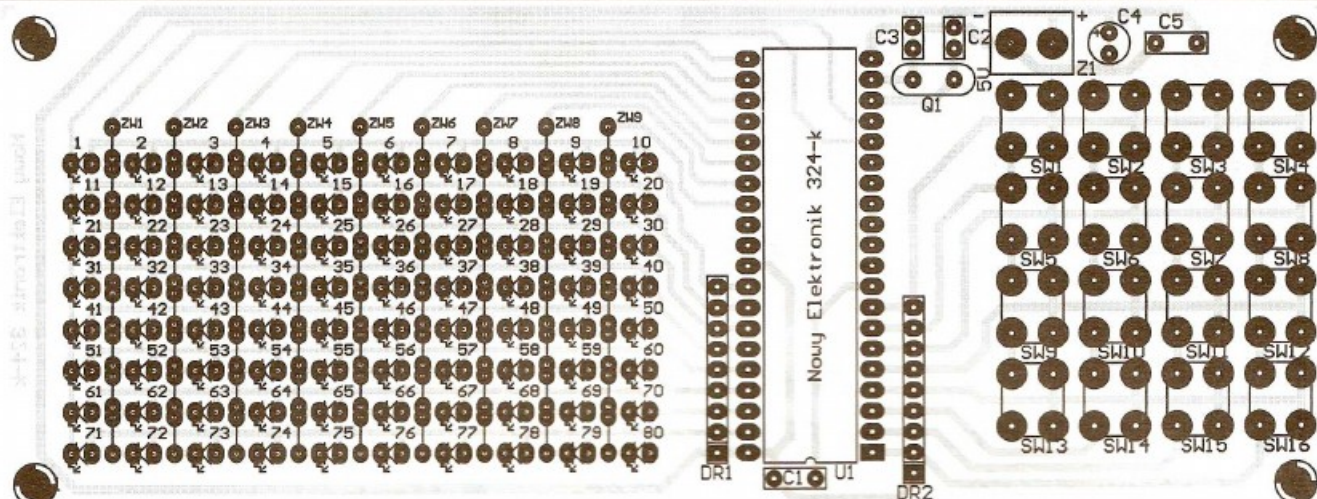 C3
C2
-
+
C4
C5
5V
Z1
Q1
ZW1 ZW2 ZW3 ZW4 ZW5 ZW6 ZW7 ZW8 ZW9
1 2 3 4 5 6 7 8 9 10
11 12 13 14 15 16 17 18 19 20
21 22 23 24 25 26 27 28 29 30
31 32 33 34 35 36 37 38 39 40
41 42 43 44 45 46 47 48 49 50
51 52 53 54 55 56 57 58 59 60
61 62 63 64 65 66 67 68 69 70
71 72 73 74 75 76 77 78 79 80
Nowy Elektronik 324-k
SW1 SW2 SW3 SW4
SW5 SW6 SW7 SW8
SW9 SW10 SW11 SW12
SW13 SW14 SW15 SW16
DR1
C1
U1
DR2
Nowy Elektronik